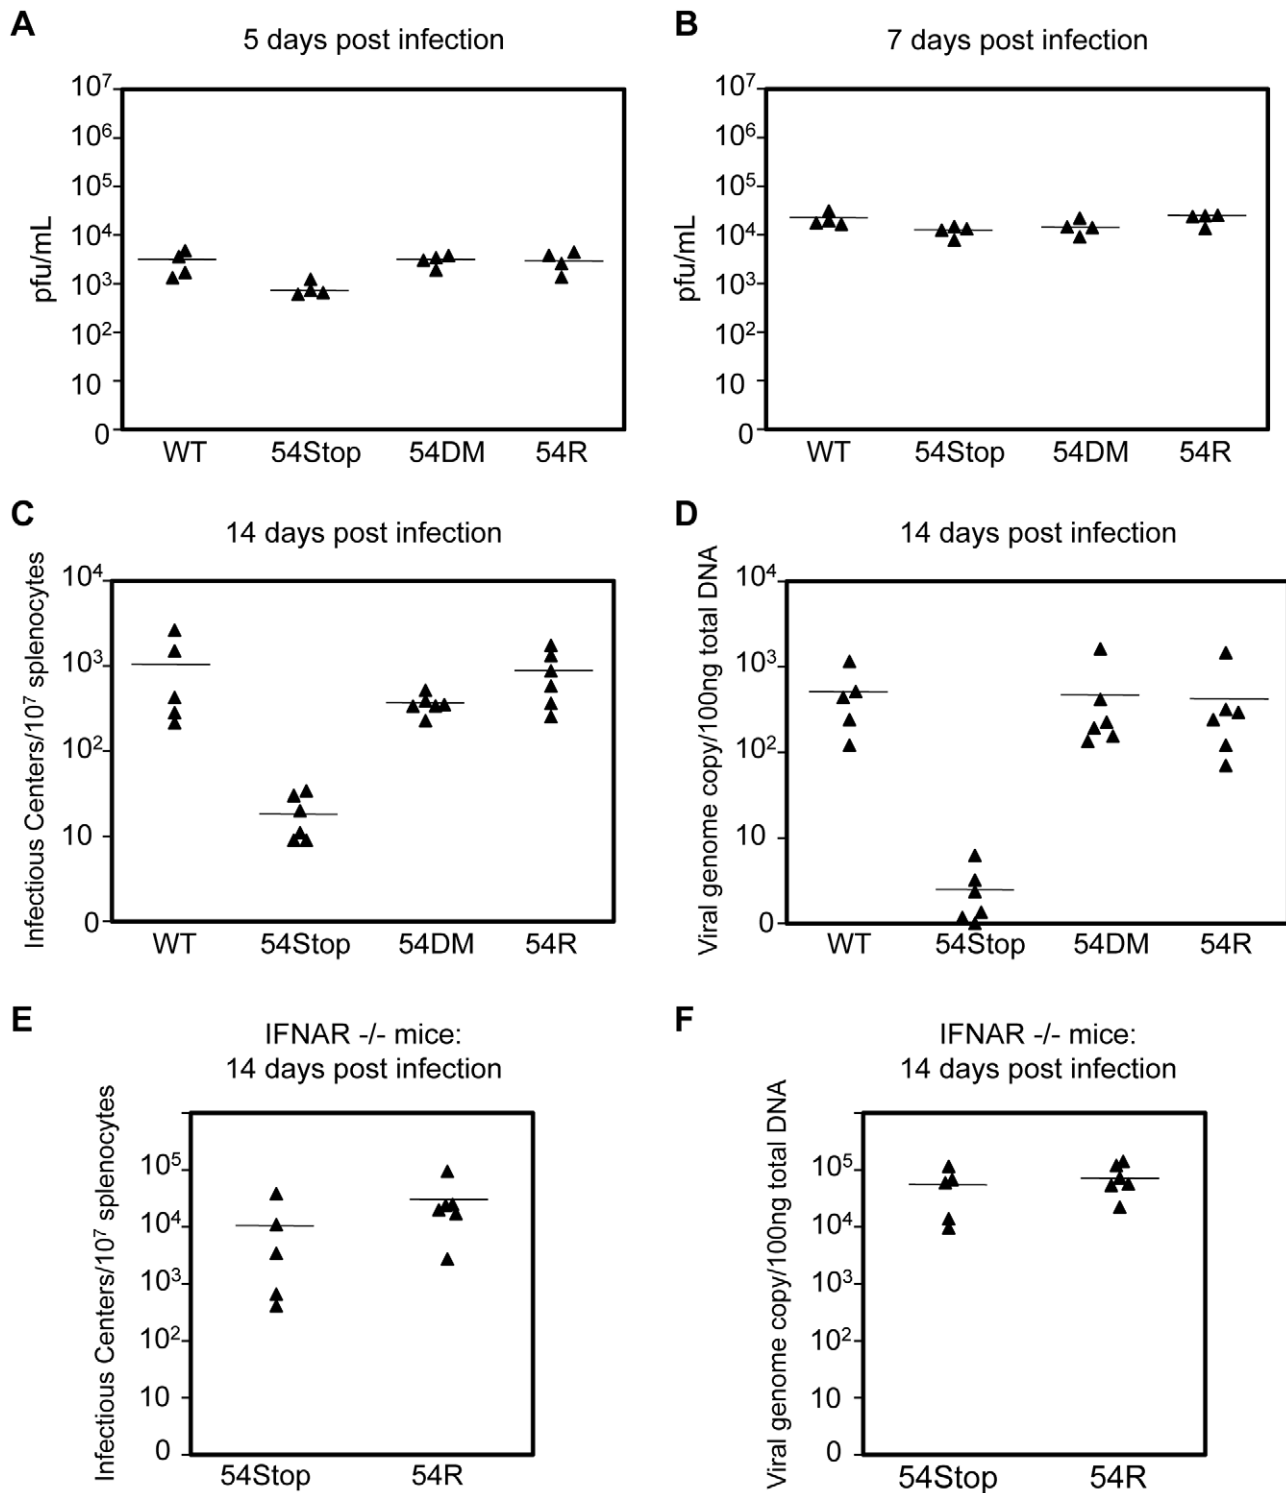 A
5 days post infection
pfu/mL
10⁷
10⁶
10⁵
10⁴
10³
10²
10
0
WT 54Stop 54DM 54R
B
7 days post infection
pfu/mL
10⁷
10⁶
10⁵
10⁴
10³
10²
10
0
WT 54Stop 54DM 54R
C
14 days post infection
Infectious Centers/10⁷ splenocytes
10⁴
10³
10²
10
0
WT 54Stop 54DM 54R
D
14 days post infection
Viral genome copy/100ng total DNA
10⁴
10³
10²
10
0
WT 54Stop 54DM 54R
E
IFNAR -/- mice:
14 days post infection
Infectious Centers/10⁷ splenocytes
10⁵
10⁴
10³
10²
10
0
54Stop 54R
F
IFNAR -/- mice:
14 days post infection
Viral genome copy/100ng total DNA
10⁵
10⁴
10³
10²
10
0
54Stop 54R